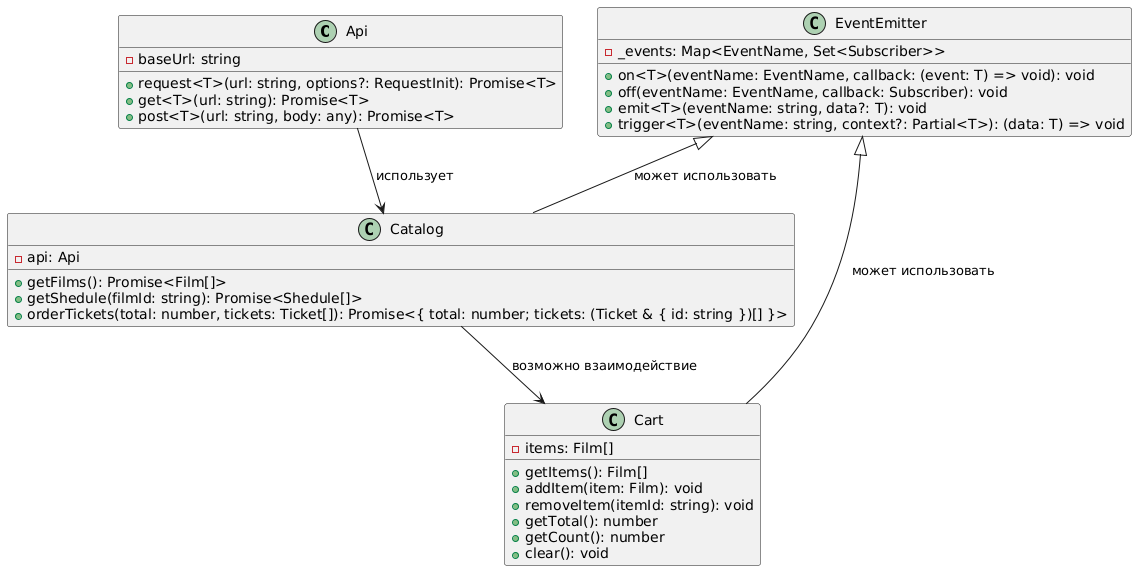 C Api
baseUrl: string
request<T>(url: string, options?: RequestInit): Promise<T>
get<T>(url: string): Promise<T>
post<T>(url: string, body: any): Promise<T>
C EventEmitter
_events: Map<EventName, Set<Subscriber>>
on<T>(eventName: EventName, callback: (event: T) => void): void
off(eventName: EventName, callback: Subscriber): void
emit<T>(eventName: string, data?: T): void
trigger<T>(eventName: string, context?: Partial<T>): (data: T) => void
использует
может использовать
C Catalog
api: Api
getFilms(): Promise<Film[]>
getShedule(filmId: string): Promise<Shedule[]>
orderTickets(total: number, tickets: Ticket[]): Promise<{ total: number; tickets: (Ticket & { id: string })[] }>
может использовать
возможно взаимодействие
C Cart
items: Film[]
getItems(): Film[]
addItem(item: Film): void
removeItem(itemId: string): void
getTotal(): number
getCount(): number
clear(): void